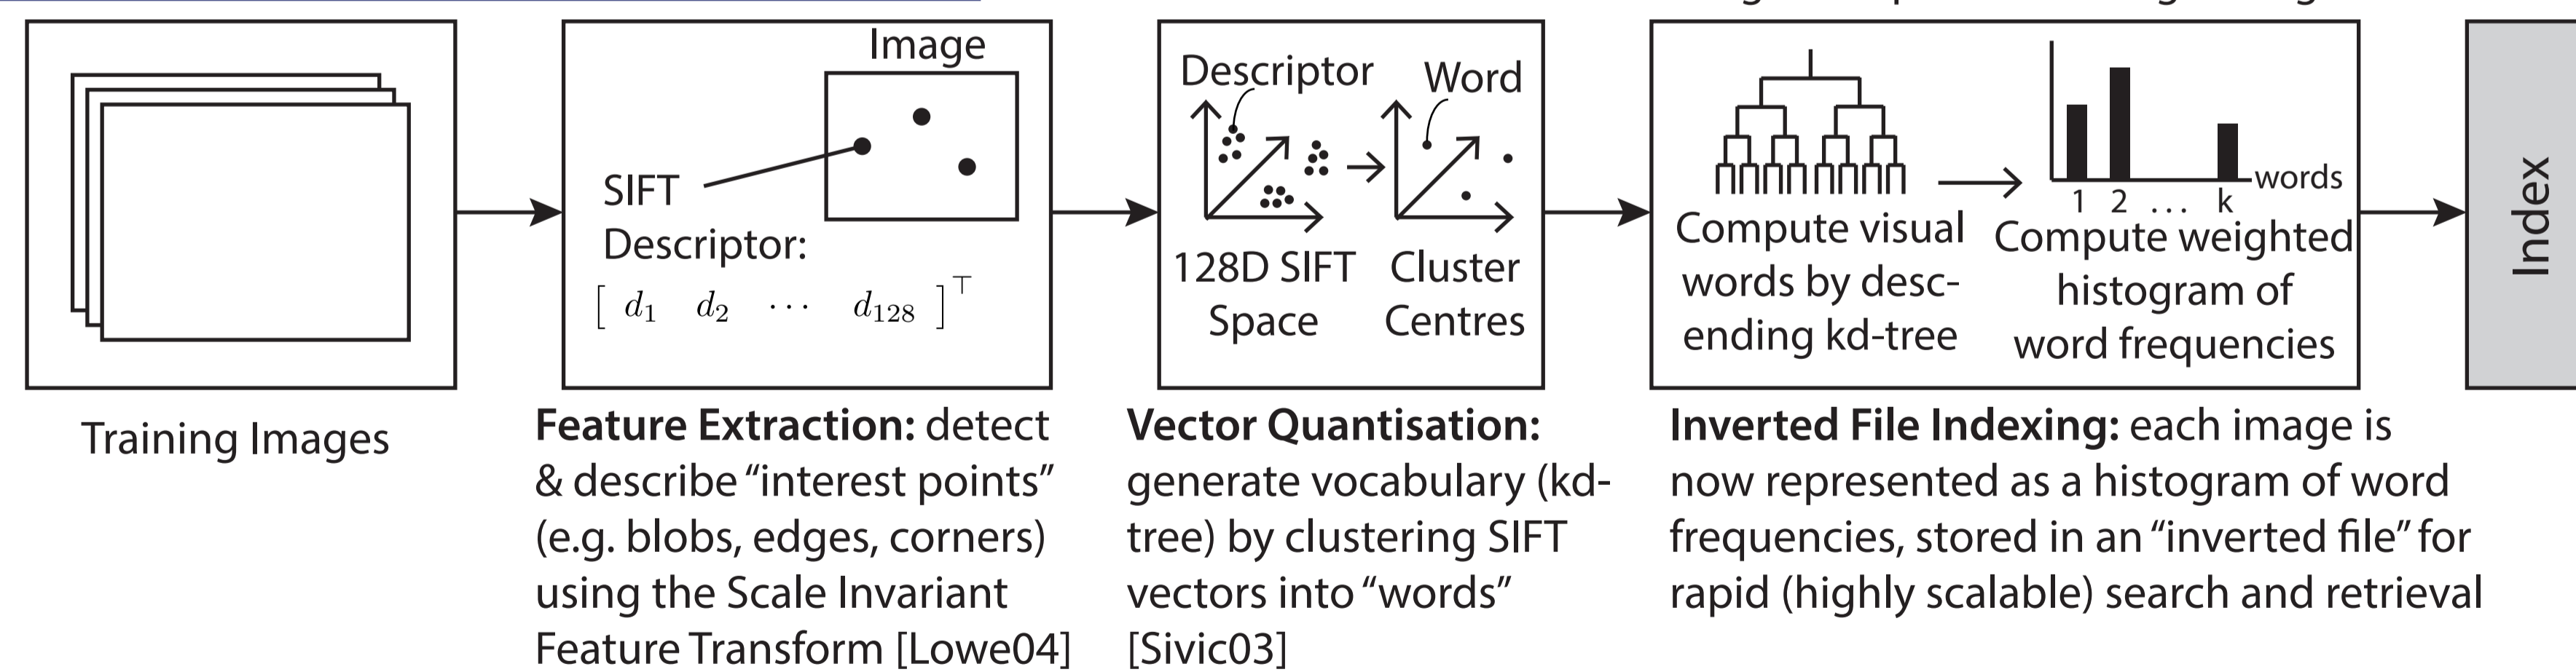 Image
SIFT
Descriptor:
[ d1 d2 ⋯ d128 ]⊤
Descriptor
Word
128D SIFT
Space
Cluster
Centres
Compute visual
words by desc-
ending kd-tree
words
1 2 ... k
Compute weighted
histogram of
word frequencies
Index
Training Images
Feature Extraction: detect
& describe “interest points”
(e.g. blobs, edges, corners)
using the Scale Invariant
Feature Transform [Lowe04]
Vector Quantisation:
generate vocabulary (kd-
tree) by clustering SIFT
vectors into “words”
[Sivic03]
Inverted File Indexing: each image is
now represented as a histogram of word
frequencies, stored in an “inverted file” for
rapid (highly scalable) search and retrieval